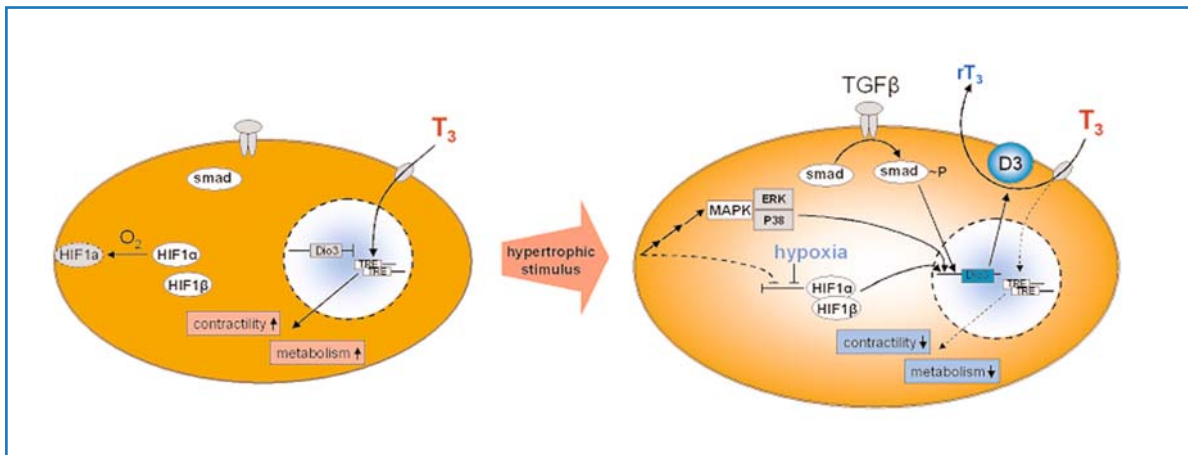 T3
smad
O2
HIF1a
HIF1α
HIF1β
Dio3
TRE
TRE
contractility
metabolism
hypertrophic
stimulus
rT3
TGFβ
T3
D3
smad
smad ~P
MAPK
ERK
P38
hypoxia
HIF1α
HIF1β
Dio3
TRE
TRE
contractility
metabolism